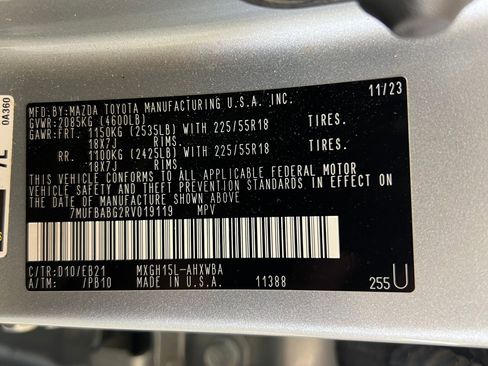 11/23
MFD.BY:MAZDA TOYOTA MANUFACTURING U.S.A. INC.
GVWR:2085KG (4600LB)
GAWR:FRT. 1150KG (2535LB) WITH 225/55R18 TIRES.
18X7J RIMS.
RR. 1100KG (2425LB) WITH 225/55R18 TIRES.
18X7J RIMS.
THIS VEHICLE CONFORMS TO ALL APPLICABLE FEDERAL MOTOR
VEHICLE SAFETY AND THEFT PREVENTION STANDARDS IN EFFECT ON
THE DATE OF MANUFACTURE SHOWN ABOVE.
7MUFBABG2RV019119 MPV
C/TR:D10/EB21 MXGH15L-AHXWBA
A/TM: /PB10 MADE IN U.S.A. 11388 255U
0A360